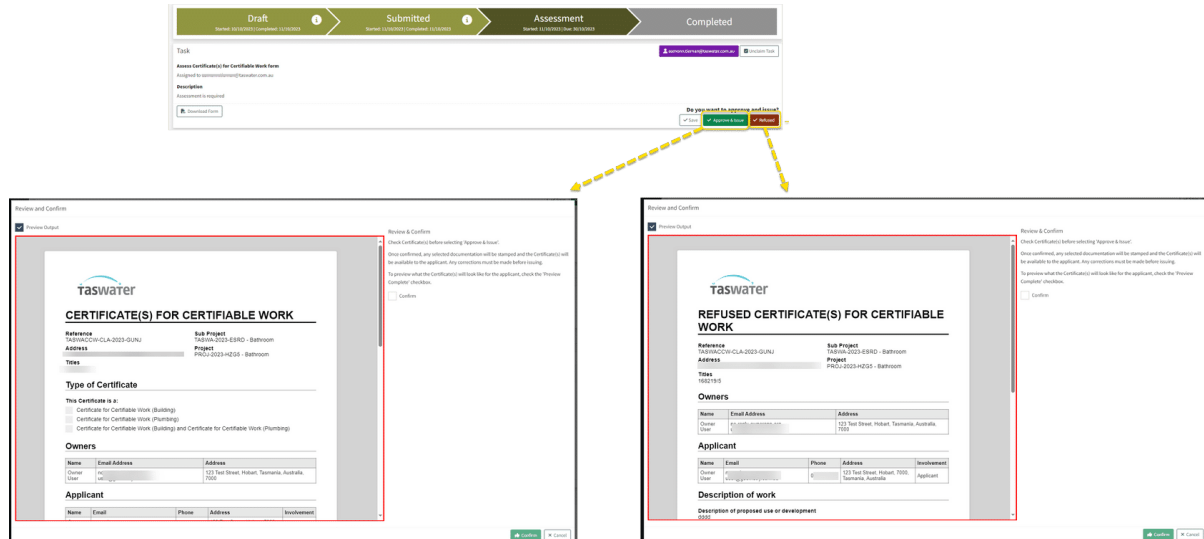 Draft
Started: 10/10/2023 | Completed: 11/10/2023
Submitted
Started: 11/10/2023 | Completed: 11/10/2023
Assessment
Started: 11/10/2023 | Due: 30/10/2023
Completed
Task
Unclaim Task
Assess Certificate(s) for Certifiable Work form
Assigned to
Description
Assessment is required
Download Form
Do you want to approve and issue?
Save
Approve & Issue
Refused
Review and Confirm
Preview Output
Review & Confirm
Check Certificate(s) before selecting 'Approve & Issue'.
Once confirmed, any selected documentation will be stamped and the Certificate(s) will
be available to the applicant. Any corrections must be made before issuing.
To preview what the Certificate(s) will look like for the applicant, check the 'Preview
Complete' checkbox.
Confirm
Taswater
CERTIFICATE(S) FOR CERTIFIABLE WORK
Reference
TASWACCW-CLA-2023-GUNJ
Sub Project
TASWA-2023-ESRD - Bathroom
Address
Project
PROJ-2023-HZG5 - Bathroom
Titles
Type of Certificate
This Certificate is a:
Certificate for Certifiable Work (Building)
Certificate for Certifiable Work (Plumbing)
Certificate for Certifiable Work (Building) and Certificate for Certifiable Work (Plumbing)
Owners
Name Email Address Address
Owner User
123 Test Street, Hobart, Tasmania, Australia,
7000
Applicant
Name Email Phone Address Involvement
Confirm
Cancel
Review and Confirm
Preview Output
Review & Confirm
Check Certificate(s) before selecting 'Approve & Issue'.
Once confirmed, any selected documentation will be stamped and the Certificate(s) will
be available to the applicant. Any corrections must be made before issuing.
To preview what the Certificate(s) will look like for the applicant, check the 'Preview
Complete' checkbox.
Confirm
Taswater
REFUSED CERTIFICATE(S) FOR CERTIFIABLE
WORK
Reference
TASWACCW-CLA-2023-GUNJ
Sub Project
TASWA-2023-ESRD - Bathroom
Address
Project
PROJ-2023-HZG5 - Bathroom
Titles
168219/5
Owners
Name Email Address Address
Owner User
123 Test Street, Hobart, Tasmania, Australia,
7000
Applicant
Name Email Phone Address Involvement
Owner User
123 Test Street, Hobart, 7000,
Tasmania, Australia
Applicant
Description of work
Description of proposed use or development
dddd
Confirm
Cancel